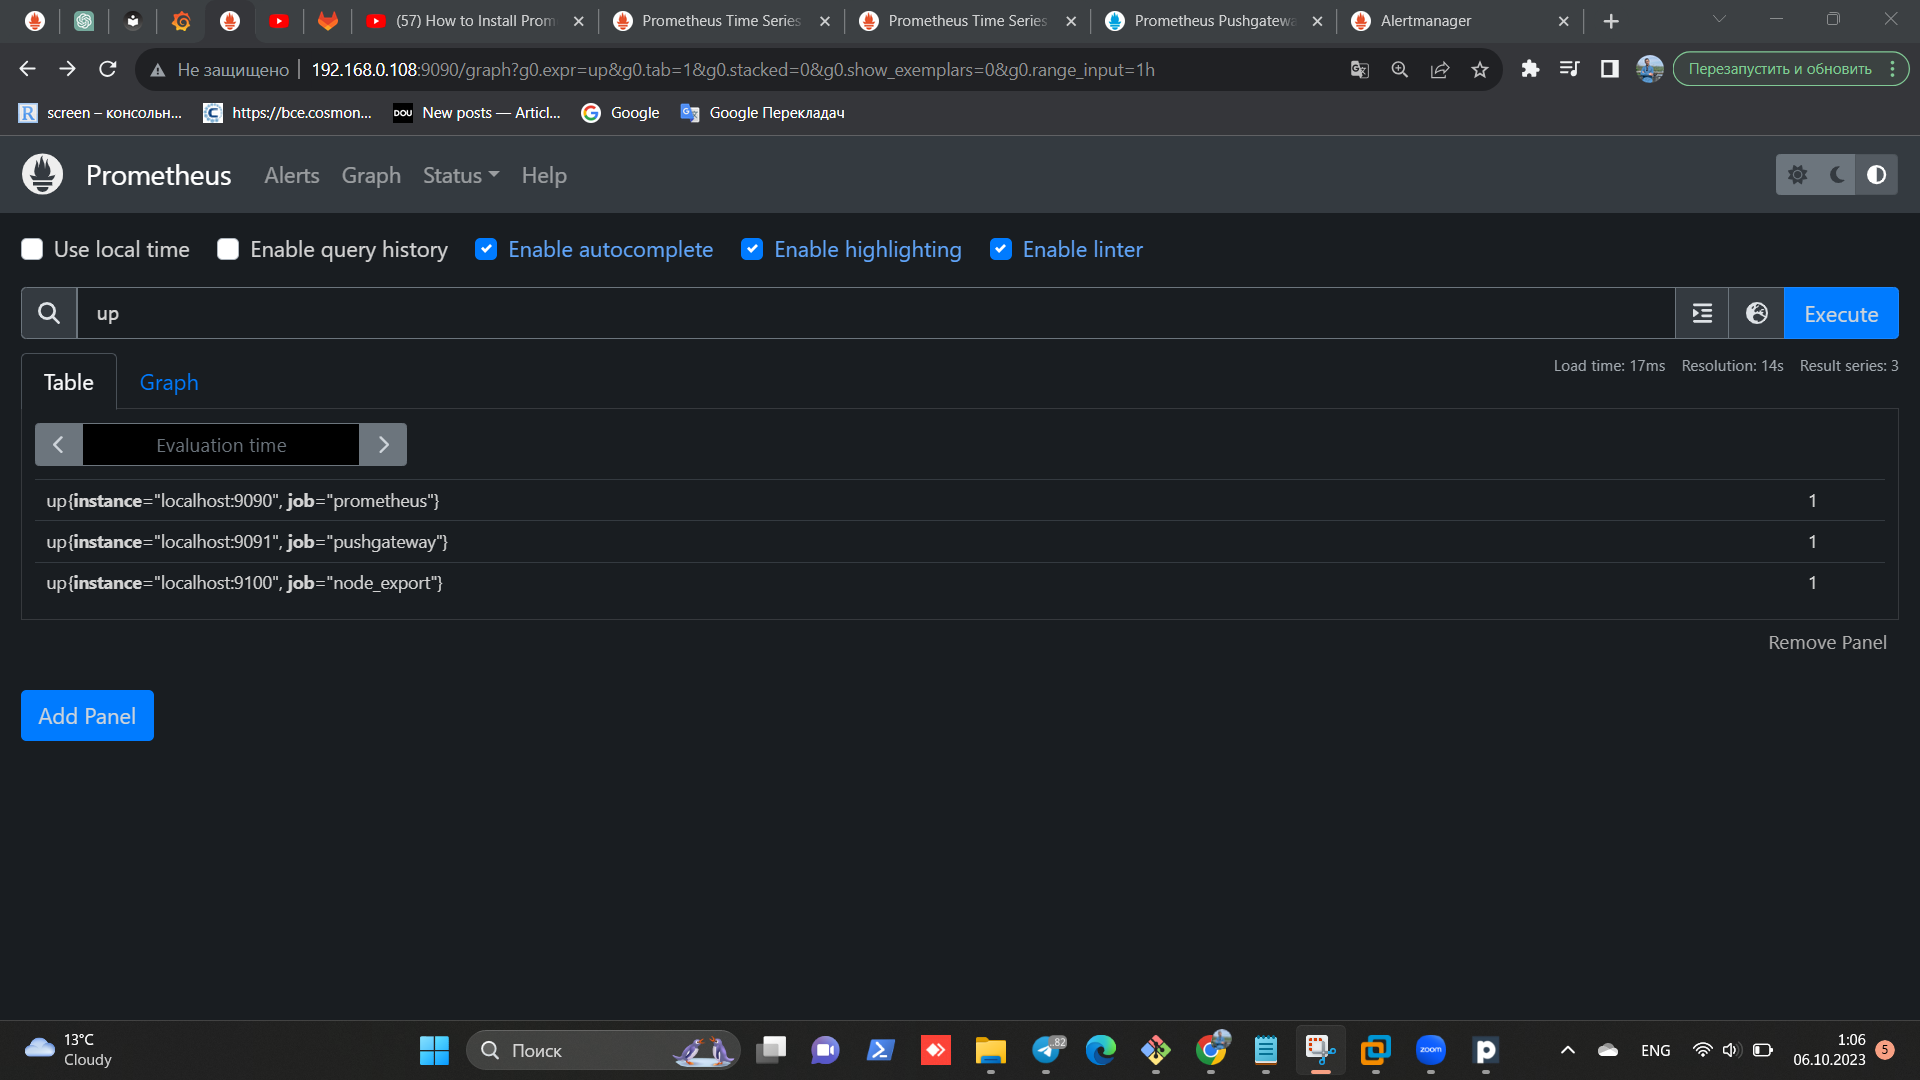 (57) How to Install Prom
Prometheus Time Series
Prometheus Time Series
Prometheus Pushgatewa
Alertmanager
Не защищено
192.168.0.108:9090/graph?g0.expr=up&g0.tab=1&g0.stacked=0&g0.show_exemplars=0&g0.range_input=1h
Перезапустить и обновить
screen – консольн...
https://bce.cosmon...
DOU
New posts — Articl...
Google
Google Перекладач
Prometheus
Alerts
Graph
Status
Help
Use local time
Enable query history
Enable autocomplete
Enable highlighting
Enable linter
up
Execute
Table
Graph
Load time: 17ms
Resolution: 14s
Result series: 3
Evaluation time
up{instance="localhost:9090", job="prometheus"} 1
up{instance="localhost:9091", job="pushgateway"} 1
up{instance="localhost:9100", job="node_export"} 1
Remove Panel
Add Panel
13°C
Cloudy
Поиск
82
zoom
ENG
1:06
06.10.2023
5